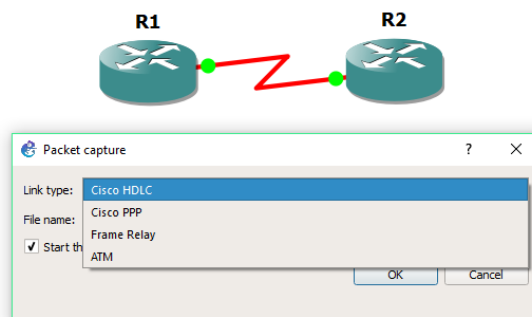 R1
R2
Packet capture
?
Link type:
Cisco HDLC
Cisco PPP
File name:
Frame Relay
Start th
ATM
OK
Cancel